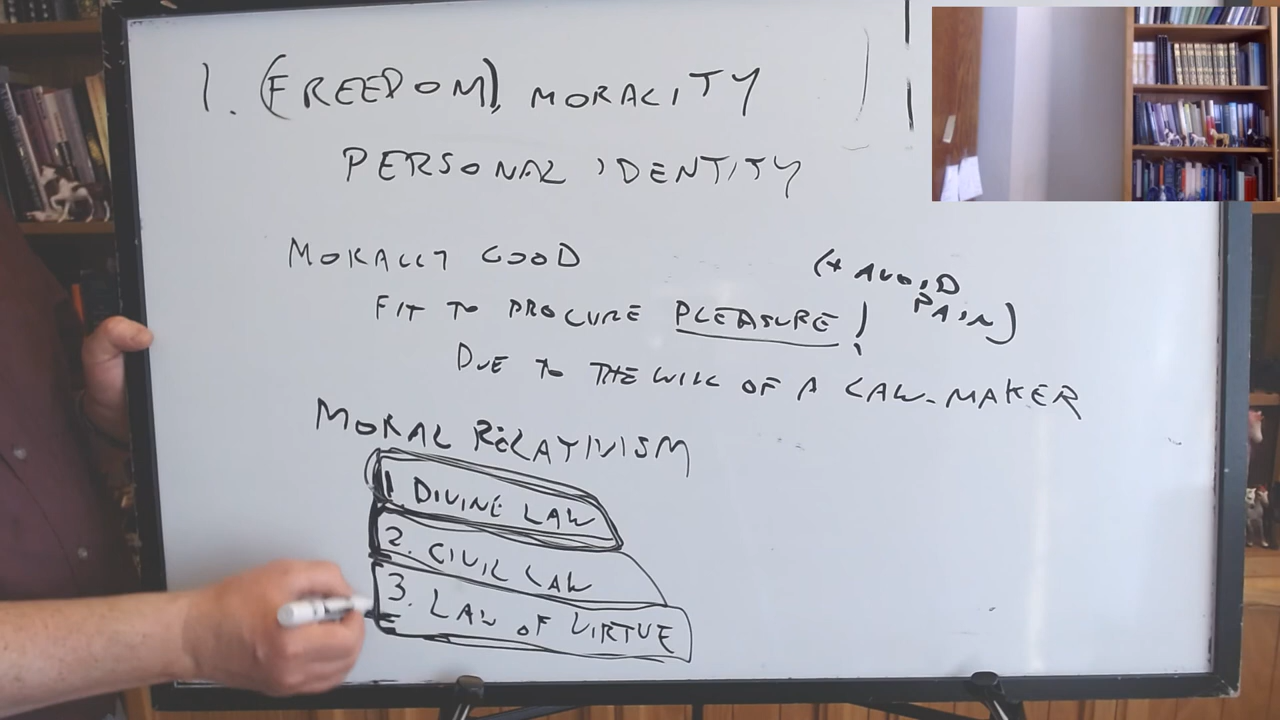 1. (FREEDOM), MORALITY
PERSONAL IDENTITY
MORALLY GOOD
(+ AVOID
PAIN)
FIT TO PROCURE PLEASURE!
DUE TO THE WILL OF A LAW-MAKER
MORAL RELATIVISM
1. DIVINE LAW
2. CIVIL LAW
3. LAW OF VIRTUE